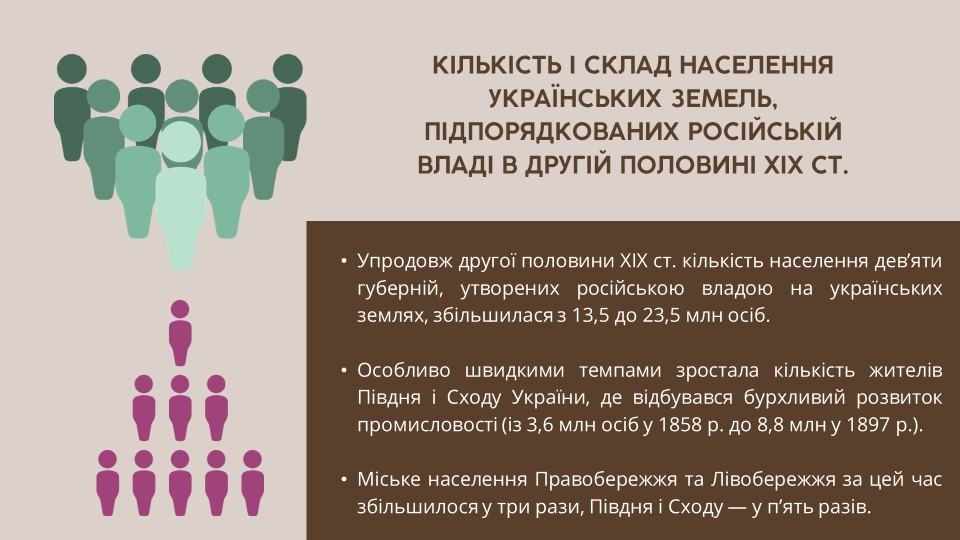 КІЛЬКІСТЬ І СКЛАД НАСЕЛЕННЯ
УКРАЇНСЬКИХ ЗЕМЕЛЬ,
ПІДПОРЯДКОВАНИХ РОСІЙСЬКІЙ
ВЛАДІ В ДРУГІЙ ПОЛОВИНІ ХІХ СТ.
• Упродовж другої половини ХІХ ст. кількість населення дев’яти
губерній, утворених російською владою на українських
землях, збільшилася з 13,5 до 23,5 млн осіб.
• Особливо швидкими темпами зростала кількість жителів
Півдня і Сходу України, де відбувався бурхливий розвиток
промисловості (із 3,6 млн осіб у 1858 р. до 8,8 млн у 1897 р.).
• Міське населення Правобережжя та Лівобережжя за цей час
збільшилося у три рази, Півдня і Сходу — у п’ять разів.